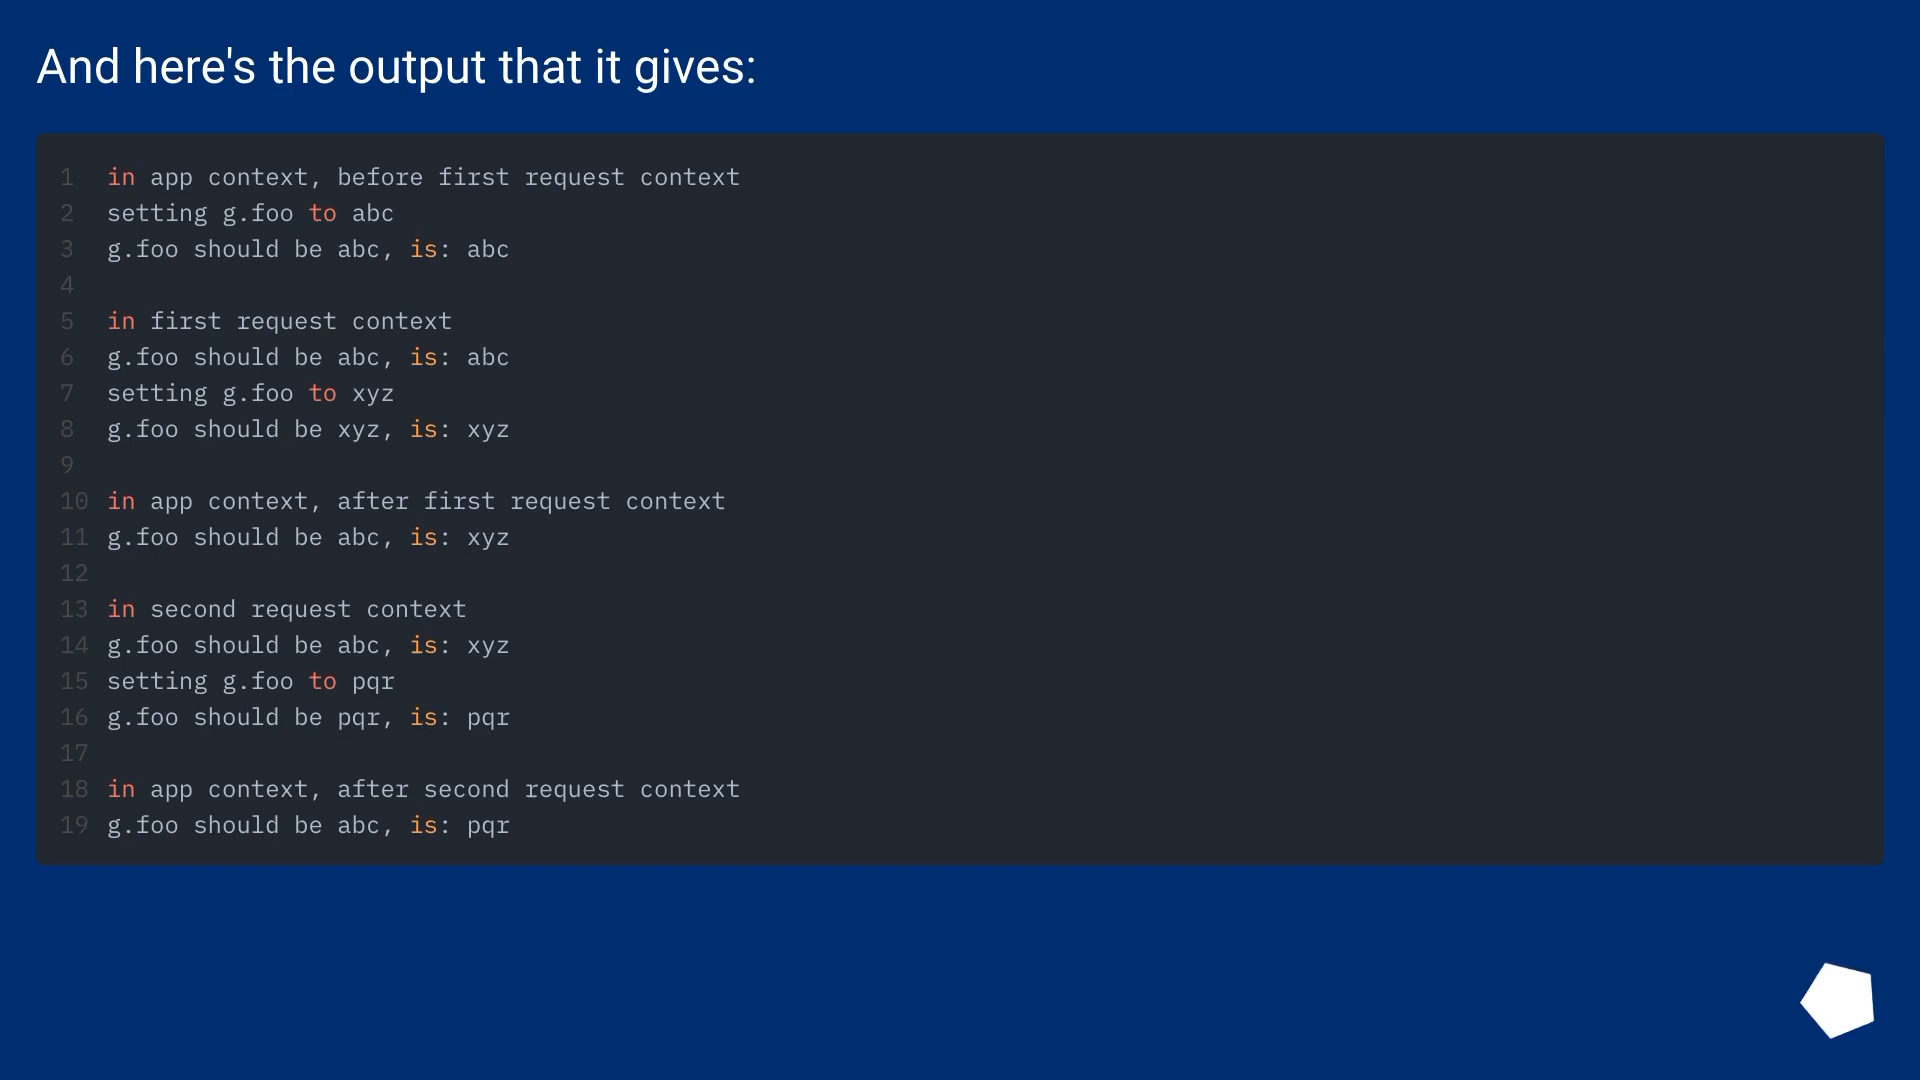 And here's the output that it gives:
1 in app context, before first request context
2 setting g.foo to abc
3 g.foo should be abc, is: abc
4
5 in first request context
6 g.foo should be abc, is: abc
7 setting g.foo to xyz
8 g.foo should be xyz, is: xyz
9
10 in app context, after first request context
11 g.foo should be abc, is: xyz
12
13 in second request context
14 g.foo should be abc, is: xyz
15 setting g.foo to pqr
16 g.foo should be pqr, is: pqr
17
18 in app context, after second request context
19 g.foo should be abc, is: pqr